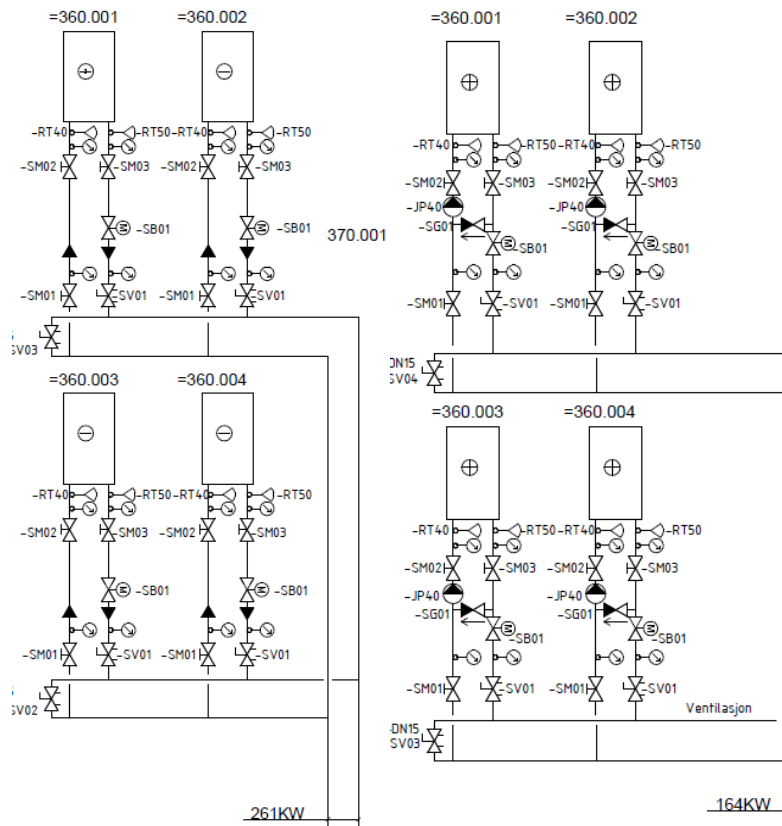 =360.001 =360.002
-RT40 -RT50 -RT40 -RT50
-SM02 -SM03 -SM02 -SM03
M -SB01 M -SB01
-SM01 -SV01 -SM01 -SV01
SV03
370.001
=360.003 =360.004
-RT40 -RT50 -RT40 -RT50
-SM02 -SM03 -SM02 -SM03
M -SB01 M -SB01
-SM01 -SV01 -SM01 -SV01
SV02
261KW
=360.001 =360.002
-RT40 -RT50 -RT40 -RT50
-SM02 -SM03 -SM02 -SM03
-JP40 -JP40
-SG01 M -SB01 -SG01 M -SB01
-SM01 -SV01 -SM01 -SV01
DN15
SV04
=360.003 =360.004
-RT40 -RT50 -RT40 -RT50
-SM02 -SM03 -SM02 -SM03
-JP40 -JP40
-SG01 M -SB01 -SG01 M -SB01
-SM01 -SV01 -SM01 -SV01
Ventilasjon
DN15
SV03
164KW